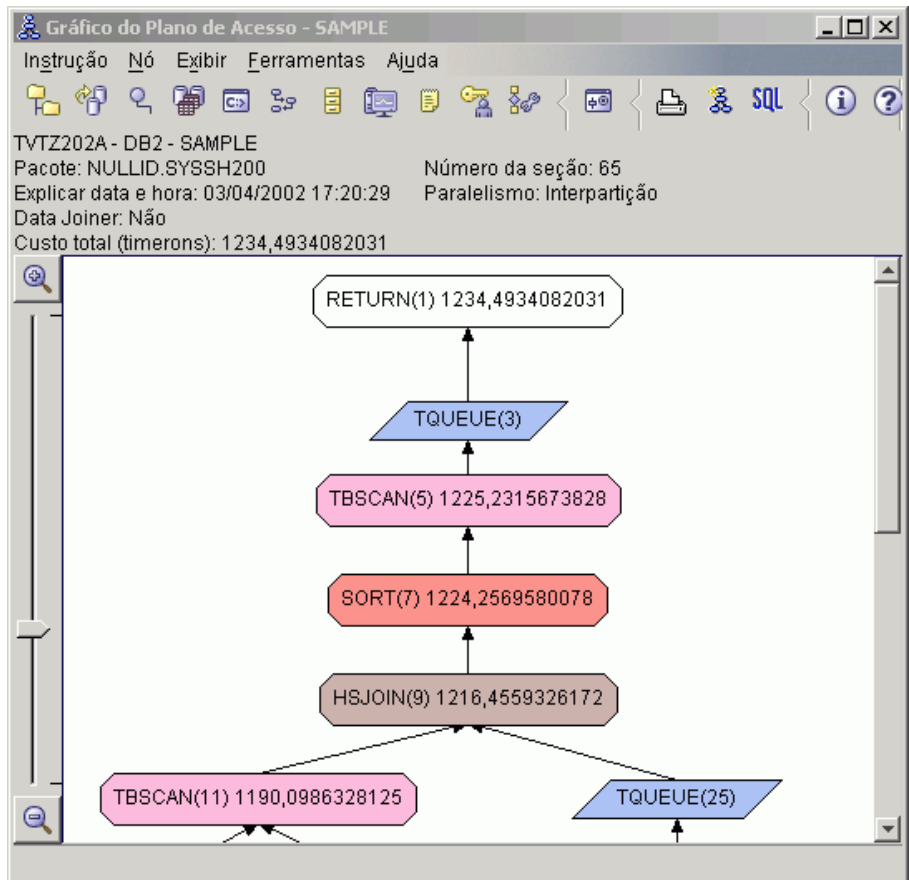 Gráfico do Plano de Acesso - SAMPLE
Instrução Nó Exibir Ferramentas Ajuda
SQL
TVTZ202A - DB2 - SAMPLE
Pacote: NULLID.SYSSH200 Número da seção: 65
Explicar data e hora: 03/04/2002 17:20:29 Paralelismo: Interpartição
Data Joiner: Não
Custo total (timerons): 1234,4934082031
RETURN(1) 1234,4934082031
TQUEUE(3)
TBSCAN(5) 1225,2315673828
SORT(7) 1224,2569580078
HSJOIN(9) 1216,4559326172
TBSCAN(11) 1190,0986328125 TQUEUE(25)